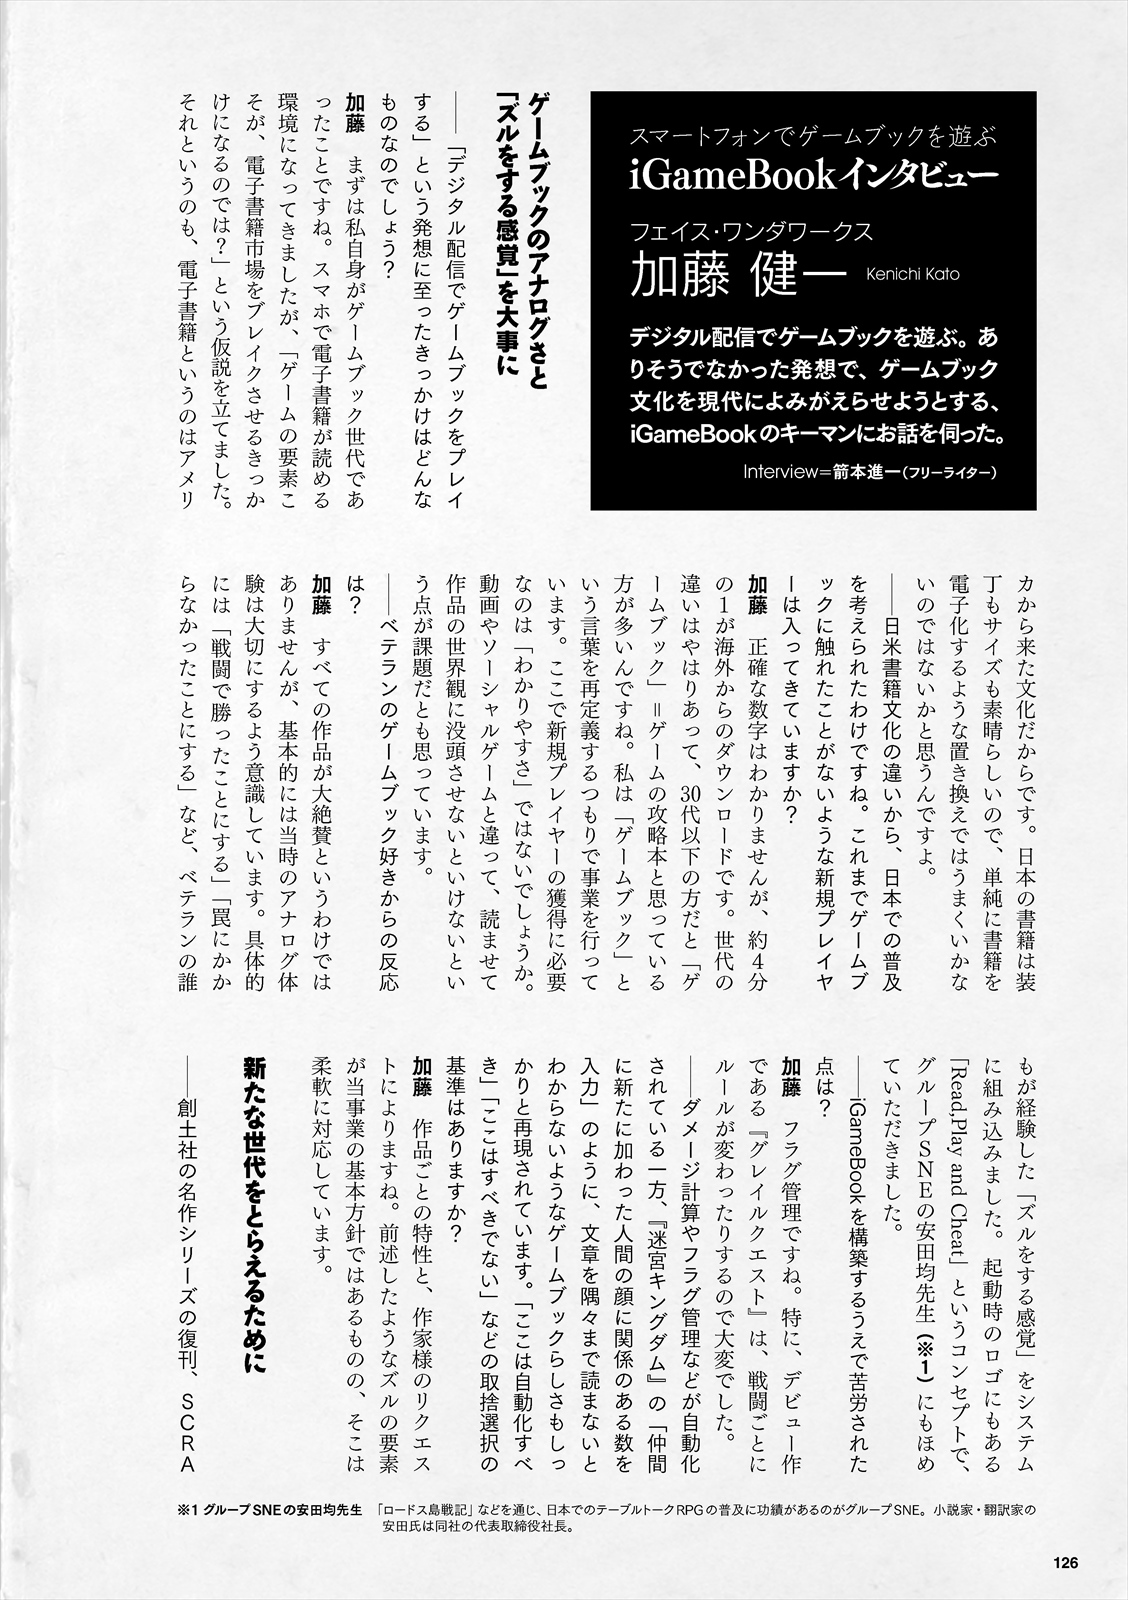 スマートフォンでゲームブックを遊ぶ
iGameBookインタビュー
フェイス・ワンダワークス
加藤 健一 Kenichi Kato
デジタル配信でゲームブックを遊ぶ。あ
りそうでなかった発想で、ゲームブック
文化を現代によみがえらせようとする、
iGameBookのキーマンにお話を伺った。
Interview=箭本進一（フリーライター）
ゲームブックのアナログさと
「ズルをする感覚」を大事に
――「デジタル配信でゲームブックをプレイ
する」という発想に至ったきっかけはどんな
ものなのでしょう？
加藤　まずは私自身がゲームブック世代であ
ったことですね。スマホで電子書籍が読める
環境になってきましたが、「ゲームの要素こ
そが、電子書籍市場をブレイクさせるきっか
けになるのでは？」という仮説を立てました。
それというのも、電子書籍というのはアメリ
カから来た文化だからです。日本の書籍は装
丁もサイズも素晴らしいので、単純に書籍を
電子化するような置き換えではうまくいかな
いのではないかと思うんですよ。
――日米書籍文化の違いから、日本での普及
を考えられたわけですね。これまでゲームブ
ックに触れたことがないような新規プレイヤ
ーは入ってきていますか？
加藤　正確な数字はわかりませんが、約4分
の1が海外からのダウンロードです。世代の
違いはやはりあって、30代以下の方だと「ゲ
ームブック」＝ゲームの攻略本と思っている
方が多いんですね。私は「ゲームブック」と
いう言葉を再定義するつもりで事業を行って
います。ここで新規プレイヤーの獲得に必要
なのは「わかりやすさ」ではないでしょうか。
動画やソーシャルゲームと違って、読ませて
作品の世界観に没頭させないといけないとい
う点が課題だとも思っています。
――ベテランのゲームブック好きからの反応
は？
加藤　すべての作品が大絶賛というわけでは
ありませんが、基本的には当時のアナログ体
験は大切にするよう意識しています。具体的
には「戦闘で勝ったことにする」「罠にかか
らなかったことにする」など、ベテランの誰
もが経験した「ズルをする感覚」をシステム
に組み込みました。起動時のロゴにもある
「Read,Play and Cheat」というコンセプトで、
グループSNEの安田均先生（※1）にもほめ
ていただきました。
――iGameBookを構築するうえで苦労された
点は？
加藤　フラグ管理ですね。特に、デビュー作
である『グレイルクエスト』は、戦闘ごとに
ルールが変わったりするので大変でした。
――ダメージ計算やフラグ管理などが自動化
されている一方、『迷宮キングダム』の「仲間
に新たに加わった人間の顔に関係のある数を
入力」のように、文章を隅々まで読まないと
わからないようなゲームブックらしさもしっ
かりと再現されています。「ここは自動化すべ
き」「ここはすべきでない」などの取捨選択の
基準はありますか？
加藤　作品ごとの特性と、作家様のリクエス
トによりますね。前述したようなズルの要素
が当事業の基本方針ではあるものの、そこは
柔軟に対応しています。
新たな世代をとらえるために
――創土社の名作シリーズの復刊、SCRA
※1 グループSNEの安田均先生　「ロードス島戦記」などを通じ、日本でのテーブルトークRPGの普及に功績があるのがグループSNE。小説家・翻訳家の
安田氏は同社の代表取締役社長。
126